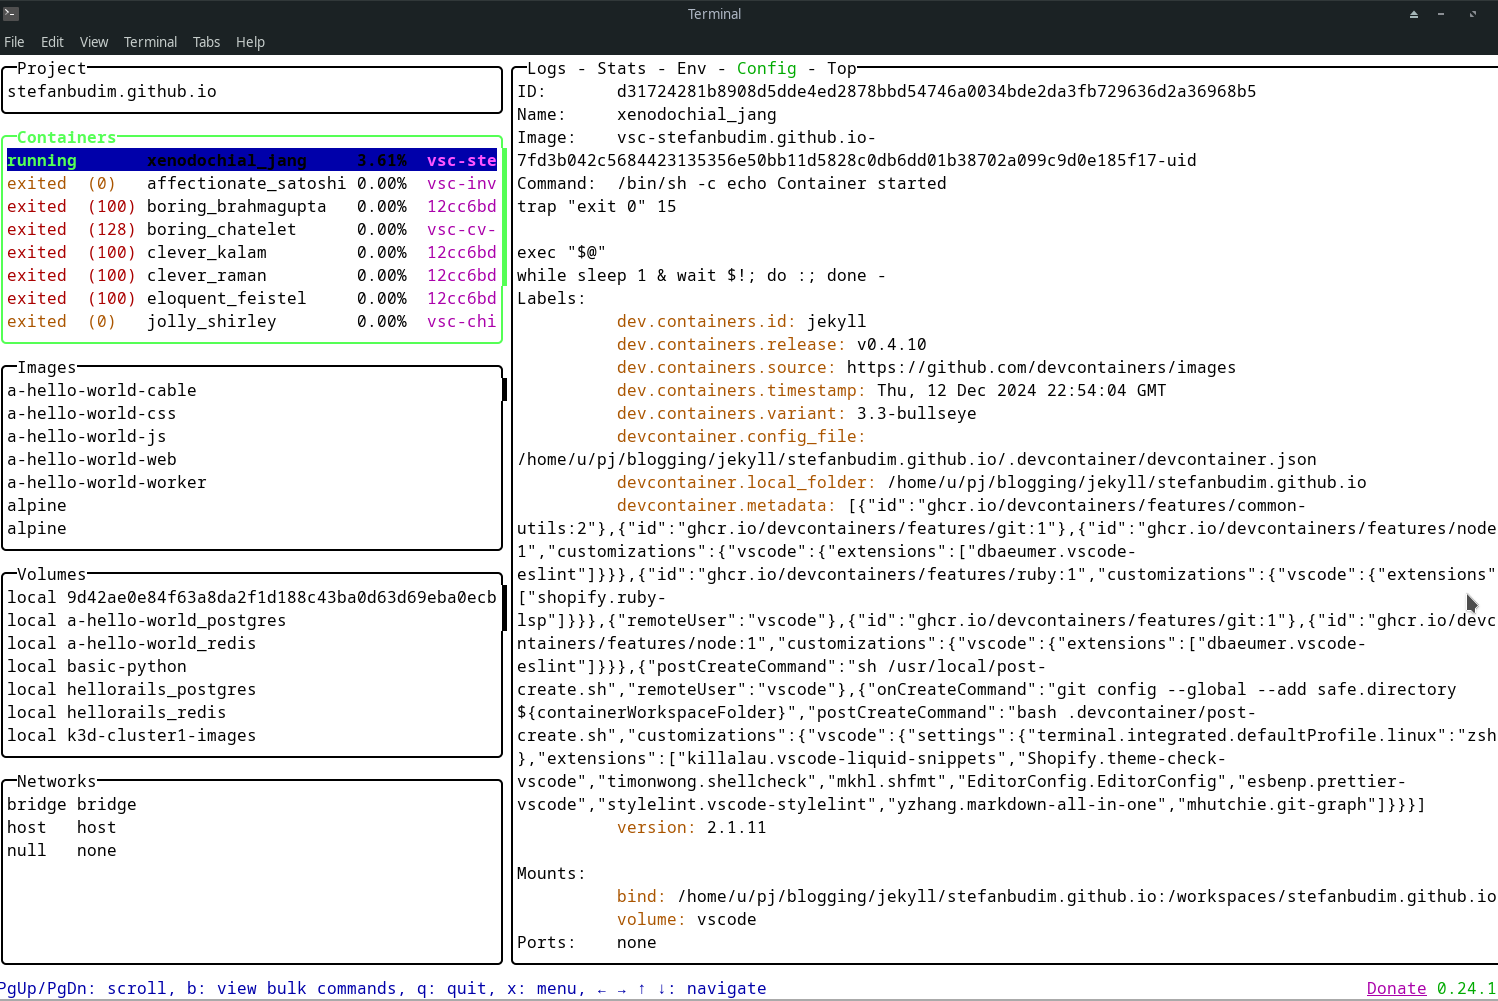 Terminal
File Edit View Terminal Tabs Help
Project
stefanbudim.github.io
Containers
running xenodochial_jang 3.61% vsc-ste
exited (0) affectionate_satoshi 0.00% vsc-inv
exited (100) boring_brahmagupta 0.00% 12cc6bd
exited (128) boring_chatelet 0.00% vsc-cv-
exited (100) clever_kalam 0.00% 12cc6bd
exited (100) clever_raman 0.00% 12cc6bd
exited (100) eloquent_feistel 0.00% 12cc6bd
exited (0) jolly_shirley 0.00% vsc-chi
Images
a-hello-world-cable
a-hello-world-css
a-hello-world-js
a-hello-world-web
a-hello-world-worker
alpine
alpine
Volumes
local 9d42ae0e84f63a8da2f1d188c43ba0d63d69eba0ecb
local a-hello-world_postgres
local a-hello-world_redis
local basic-python
local hellorails_postgres
local hellorails_redis
local k3d-cluster1-images
Networks
bridge bridge
host host
null none
Logs - Stats - Env - Config - Top
ID: d31724281b8908d5dde4ed2878bbd54746a0034bde2da3fb729636d2a36968b5
Name: xenodochial_jang
Image: vsc-stefanbudim.github.io-
7fd3b042c5684423135356e50bb11d5828c0db6dd01b38702a099c9d0e185f17-uid
Command: /bin/sh -c echo Container started
trap "exit 0" 15
exec "$@"
while sleep 1 & wait $!; do :; done -
Labels:
dev.containers.id: jekyll
dev.containers.release: v0.4.10
dev.containers.source: https://github.com/devcontainers/images
dev.containers.timestamp: Thu, 12 Dec 2024 22:54:04 GMT
dev.containers.variant: 3.3-bullseye
devcontainer.config_file:
/home/u/pj/blogging/jekyll/stefanbudim.github.io/.devcontainer/devcontainer.json
devcontainer.local_folder: /home/u/pj/blogging/jekyll/stefanbudim.github.io
devcontainer.metadata: [{"id":"ghcr.io/devcontainers/features/common-
utils:2"},{"id":"ghcr.io/devcontainers/features/git:1"},{"id":"ghcr.io/devcontainers/features/node
1","customizations":{"vscode":{"extensions":["dbaeumer.vscode-
eslint"]}}},{"id":"ghcr.io/devcontainers/features/ruby:1","customizations":{"vscode":{"extensions"
["shopify.ruby-
lsp"]}}},{"remoteUser":"vscode"},{"id":"ghcr.io/devcontainers/features/git:1"},{"id":"ghcr.io/devc
ntainers/features/node:1","customizations":{"vscode":{"extensions":["dbaeumer.vscode-
eslint"]}}},{"postCreateCommand":"sh /usr/local/post-
create.sh","remoteUser":"vscode"},{"onCreateCommand":"git config --global --add safe.directory
${containerWorkspaceFolder}","postCreateCommand":"bash .devcontainer/post-
create.sh","customizations":{"vscode":{"settings":{"terminal.integrated.defaultProfile.linux":"zsh
},"extensions":["killalau.vscode-liquid-snippets","Shopify.theme-check-
vscode","timonwong.shellcheck","mkhl.shfmt","EditorConfig.EditorConfig","esbenp.prettier-
vscode","stylelint.vscode-stylelint","yzhang.markdown-all-in-one","mhutchie.git-graph"]}}}]
version: 2.1.11
Mounts:
bind: /home/u/pj/blogging/jekyll/stefanbudim.github.io:/workspaces/stefanbudim.github.io
volume: vscode
Ports: none
PgUp/PgDn: scroll, b: view bulk commands, q: quit, x: menu, ← → ↑ ↓: navigate
Donate 0.24.1